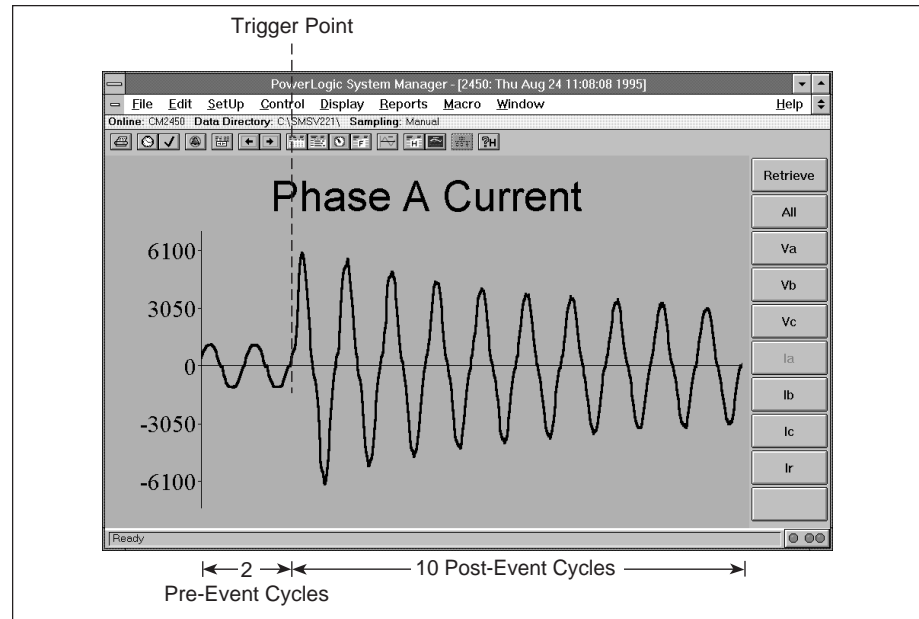 Trigger Point
PowerLogic System Manager - [2450: Thu Aug 24 11:08:08 1995]
File Edit SetUp Control Display Reports Macro Window Help
Online: CM2450 Data Directory: C:\SMSV221\ Sampling: Manual
Phase A Current
Retrieve
All
Va
Vb
Vc
Ia
Ib
Ic
Ir
6100
3050
0
-3050
-6100
Ready
2
10 Post-Event Cycles
Pre-Event Cycles